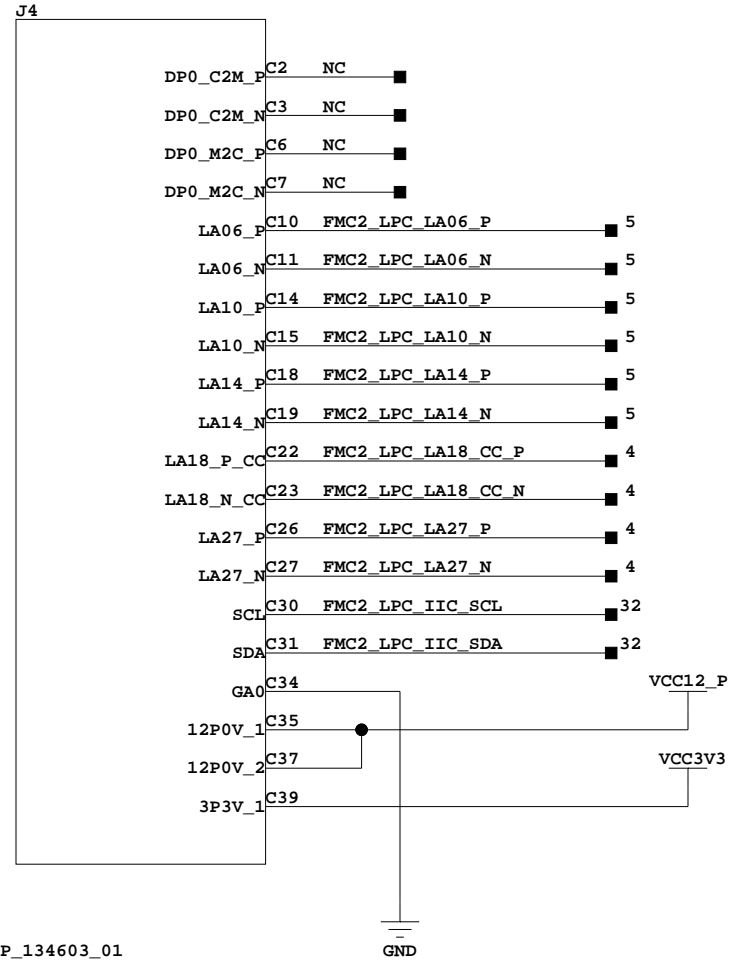 J4
DP0_C2M_P C2 NC
DP0_C2M_N C3 NC
DP0_M2C_P C6 NC
DP0_M2C_N C7 NC
LA06_P C10 FMC2_LPC_LA06_P 5
LA06_N C11 FMC2_LPC_LA06_N 5
LA10_P C14 FMC2_LPC_LA10_P 5
LA10_N C15 FMC2_LPC_LA10_N 5
LA14_P C18 FMC2_LPC_LA14_P 5
LA14_N C19 FMC2_LPC_LA14_N 5
LA18_P_CC C22 FMC2_LPC_LA18_CC_P 4
LA18_N_CC C23 FMC2_LPC_LA18_CC_N 4
LA27_P C26 FMC2_LPC_LA27_P 4
LA27_N C27 FMC2_LPC_LA27_N 4
SCL C30 FMC2_LPC_IIC_SCL 32
SDA C31 FMC2_LPC_IIC_SDA 32
GA0 C34
VCC12_P
12P0V_1 C35
12P0V_2 C37
VCC3V3
3P3V_1 C39
P_134603_01
GND